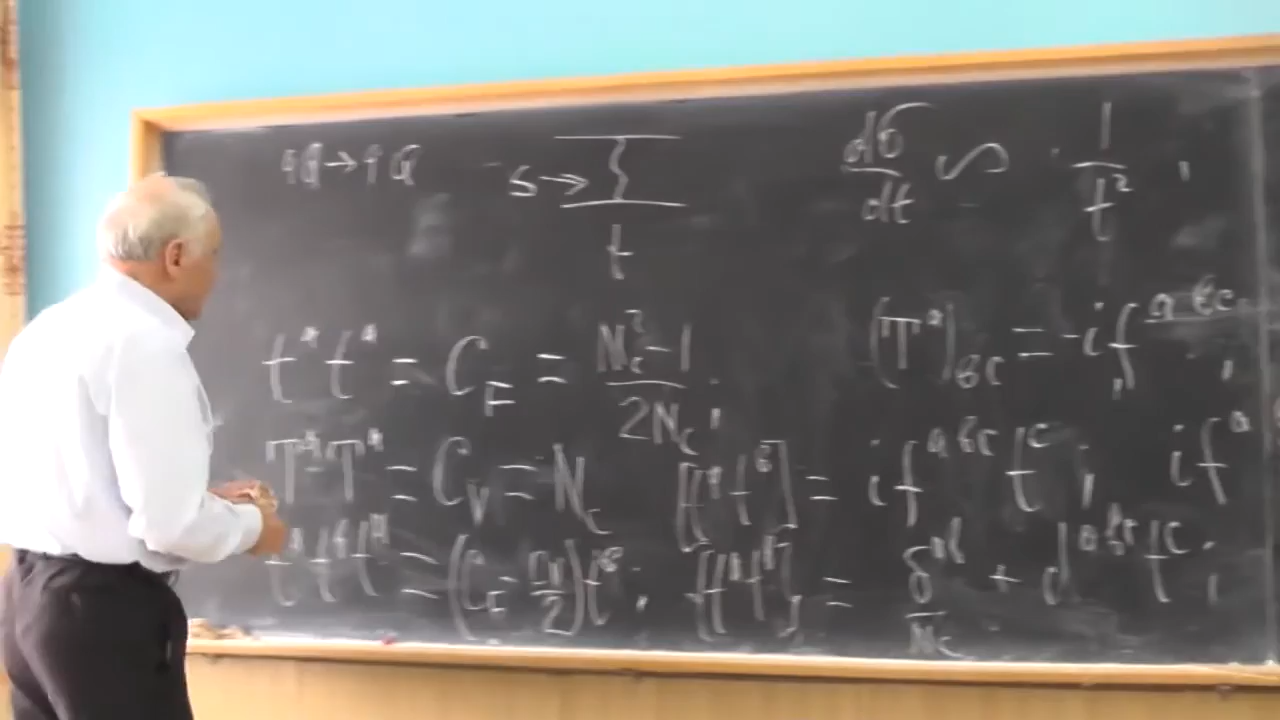 qQ → qQ s → t dσ/dt ∽ 1/t² ,
t^a t^a = C_F = (N_c² - 1)/(2N_c) ; (T^a)_bc = -if^abc ,
T^a T^a = C_V = N_c [t^a t^b] = if^abc t^c ; if^a
t^a t^b t^a = (C_F - N_c/2) t^b ; {t^a t^b} = δ^ab/N_c + d^abc t^c ;